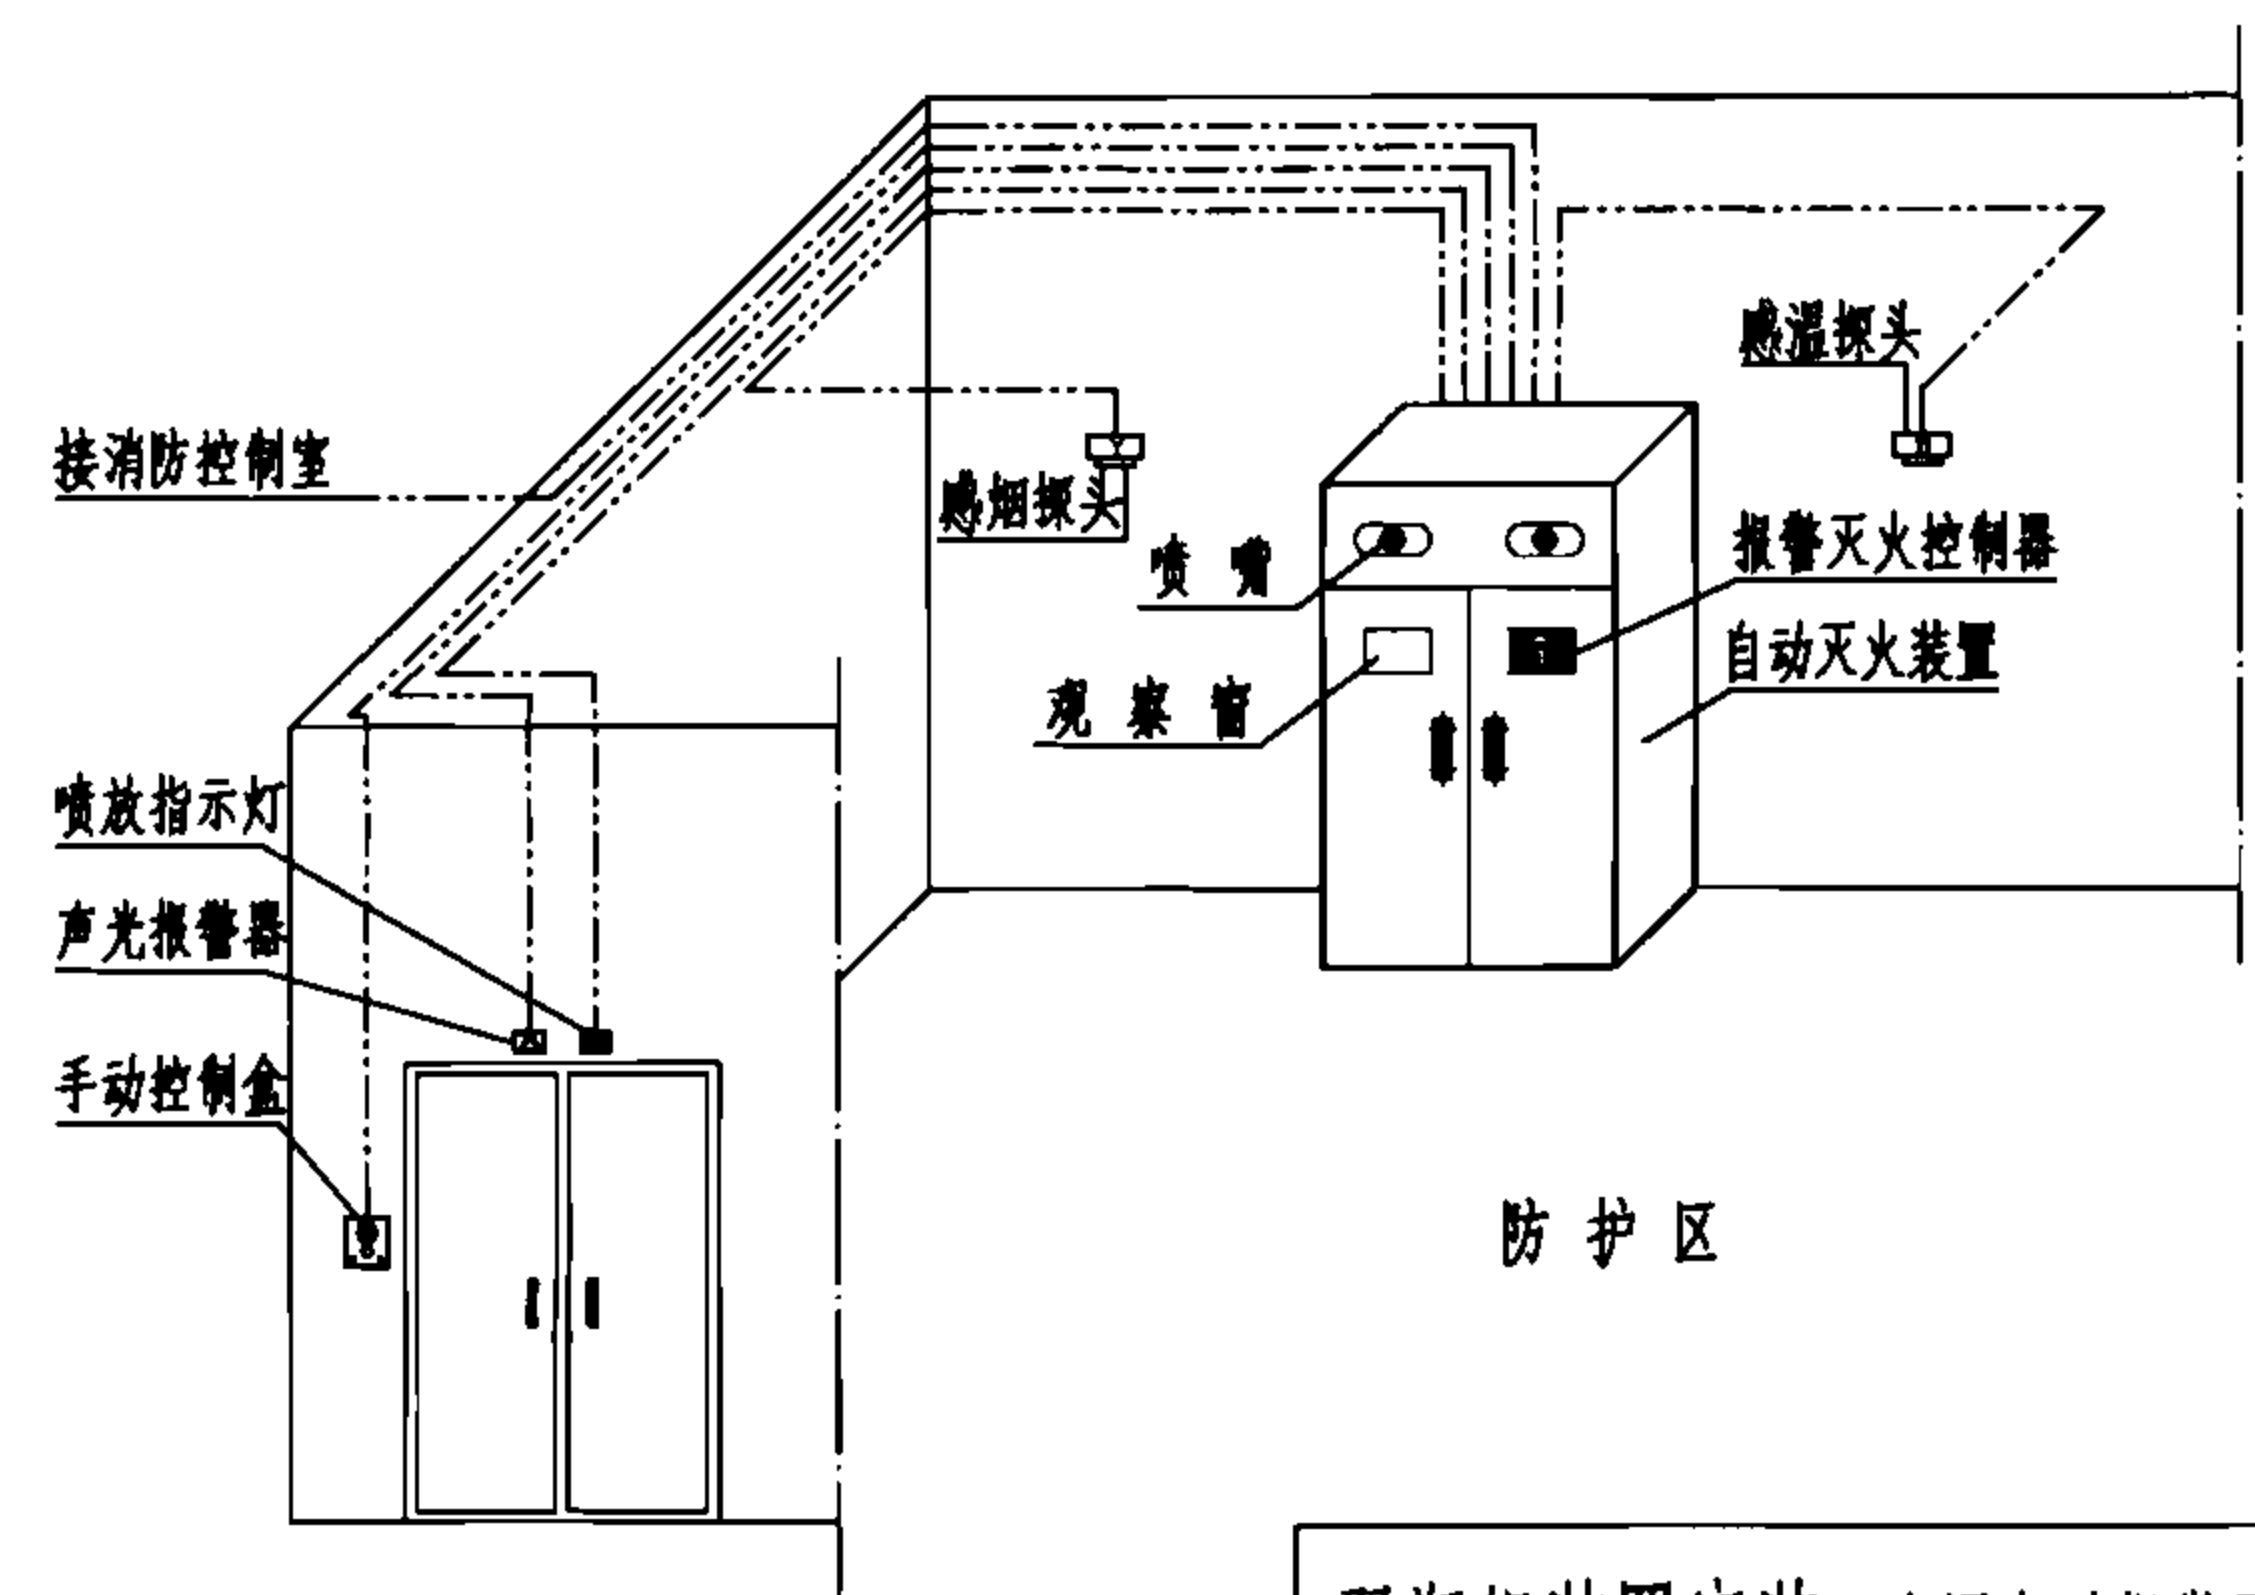 感温探头
接消防控制室
感烟探头
喷嘴
报警灭火控制器
自动灭火装置
观察窗
喷放指示灯
声光报警器
手动控制盒
防护区